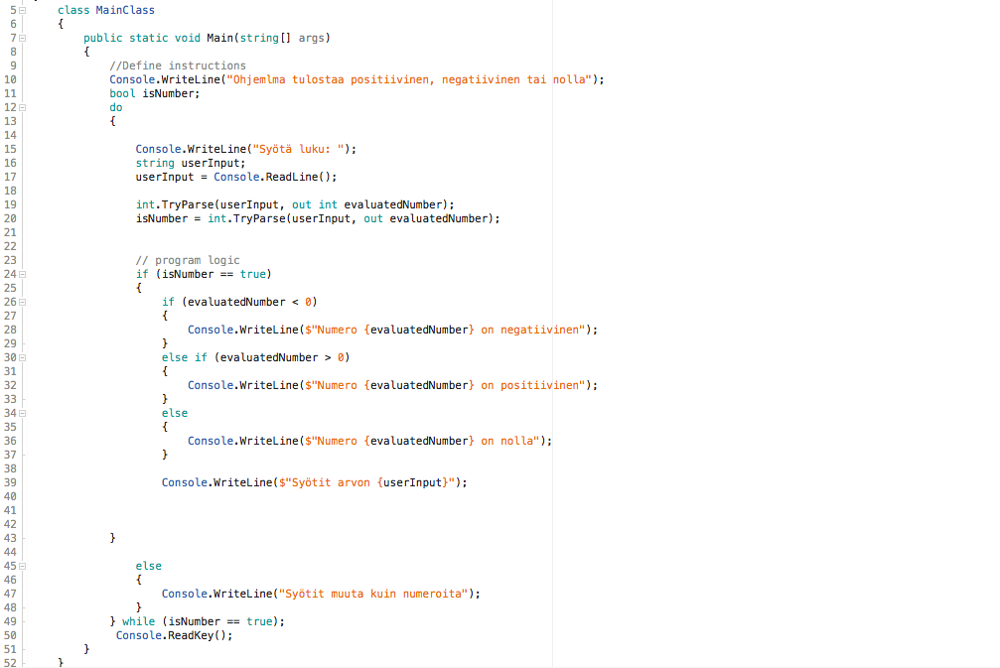 5 class MainClass
6 {
7 public static void Main(string[] args)
8 {
9 //Define instructions
10 Console.WriteLine("Ohjemlma tulostaa positiivinen, negatiivinen tai nolla");
11 bool isNumber;
12 do
13 {
14
15 Console.WriteLine("Syötä luku: ");
16 string userInput;
17 userInput = Console.ReadLine();
18
19 int.TryParse(userInput, out int evaluatedNumber);
20 isNumber = int.TryParse(userInput, out evaluatedNumber);
21
22
23 // program logic
24 if (isNumber == true)
25 {
26 if (evaluatedNumber < 0)
27 {
28 Console.WriteLine($"Numero {evaluatedNumber} on negatiivinen");
29 }
30 else if (evaluatedNumber > 0)
31 {
32 Console.WriteLine($"Numero {evaluatedNumber} on positiivinen");
33 }
34 else
35 {
36 Console.WriteLine($"Numero {evaluatedNumber} on nolla");
37 }
38
39 Console.WriteLine($"Syötit arvon {userInput}");
40
41
42
43 }
44
45 else
46 {
47 Console.WriteLine("Syötit muuta kuin numeroita");
48 }
49 } while (isNumber == true);
50 Console.ReadKey();
51 }
52 }